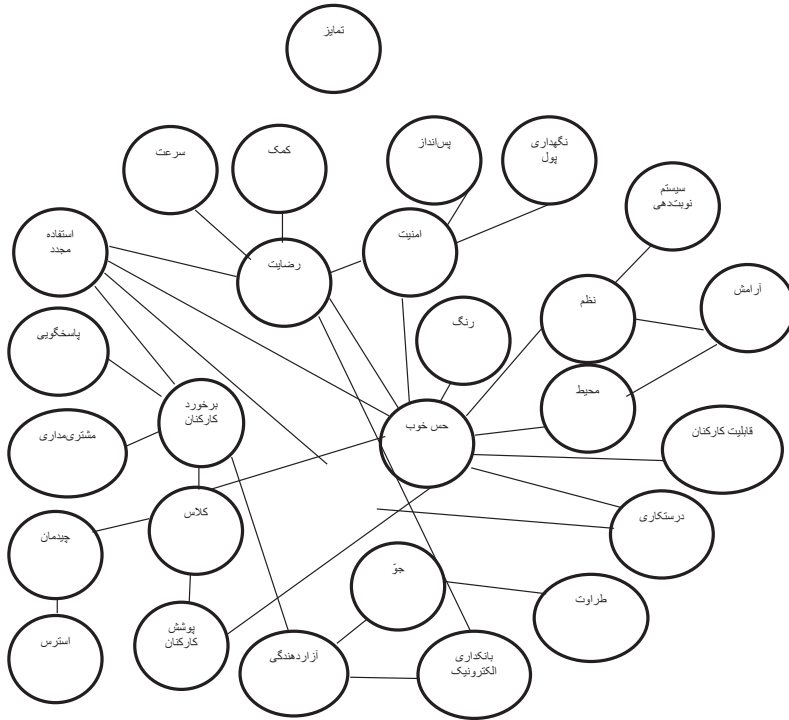 تمایز
نگهداری
پول
پس‌انداز
کمک
سرعت
سیستم
نوبت‌دهی
استفاده
مجدد
امنیت
رضایت
آرامش
نظم
رنگ
پاسخگویی
محیط
برخورد
کارکنان
حس خوب
قابلیت کارکنان
مشتری‌مداری
درستکاری
کلاس
چیدمان
جوّ
طراوت
پوشش
کارکنان
استرس
آزاردهندگی
بانکداری
الکترونیک